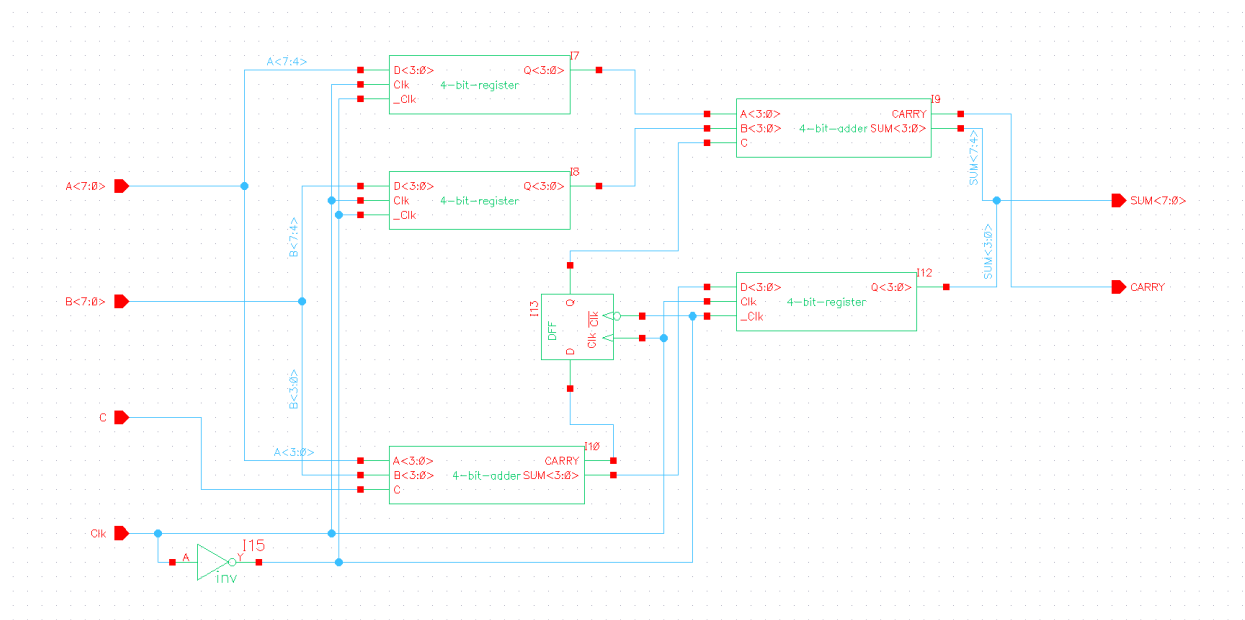 A<7:4>
I7
D<3:0>
Q<3:0>
Clk
4-bit-register
_Clk
I9
A<3:0>
CARRY
B<3:0>
4-bit-adder
SUM<3:0>
C
SUM<7:4>
I8
A<7:0>
D<3:0>
Q<3:0>
Clk
4-bit-register
_Clk
SUM<7:0>
B<7:4>
SUM<3:0>
I12
B<7:0>
D<3:0>
Q<3:0>
CARRY
Clk
4-bit-register
_Clk
I13
DFF
Q
Clk
Clk
D
B<3:0>
C
A<3:0>
I10
A<3:0>
CARRY
B<3:0>
4-bit-adder
SUM<3:0>
C
Clk
I15
A
Y
inv